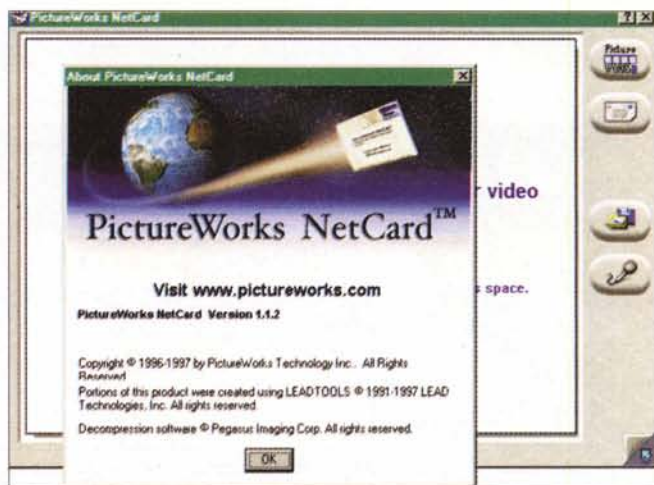 PictureWorks NetCard
Picture
WORKS
About PictureWorks NetCard
r video
PictureWorks NetCard™
Visit www.pictureworks.com
s space.
PictureWorks NetCard Version 1.1.2
Copyright © 1996-1997 by PictureWorks Technology Inc.. All Rights
Reserved.
Portions of this product were created using LEADTOOLS © 1991-1997 LEAD
Technologies, Inc. All rights reserved.
Decompression software © Pegasus Imaging Corp. All rights reserved.
OK